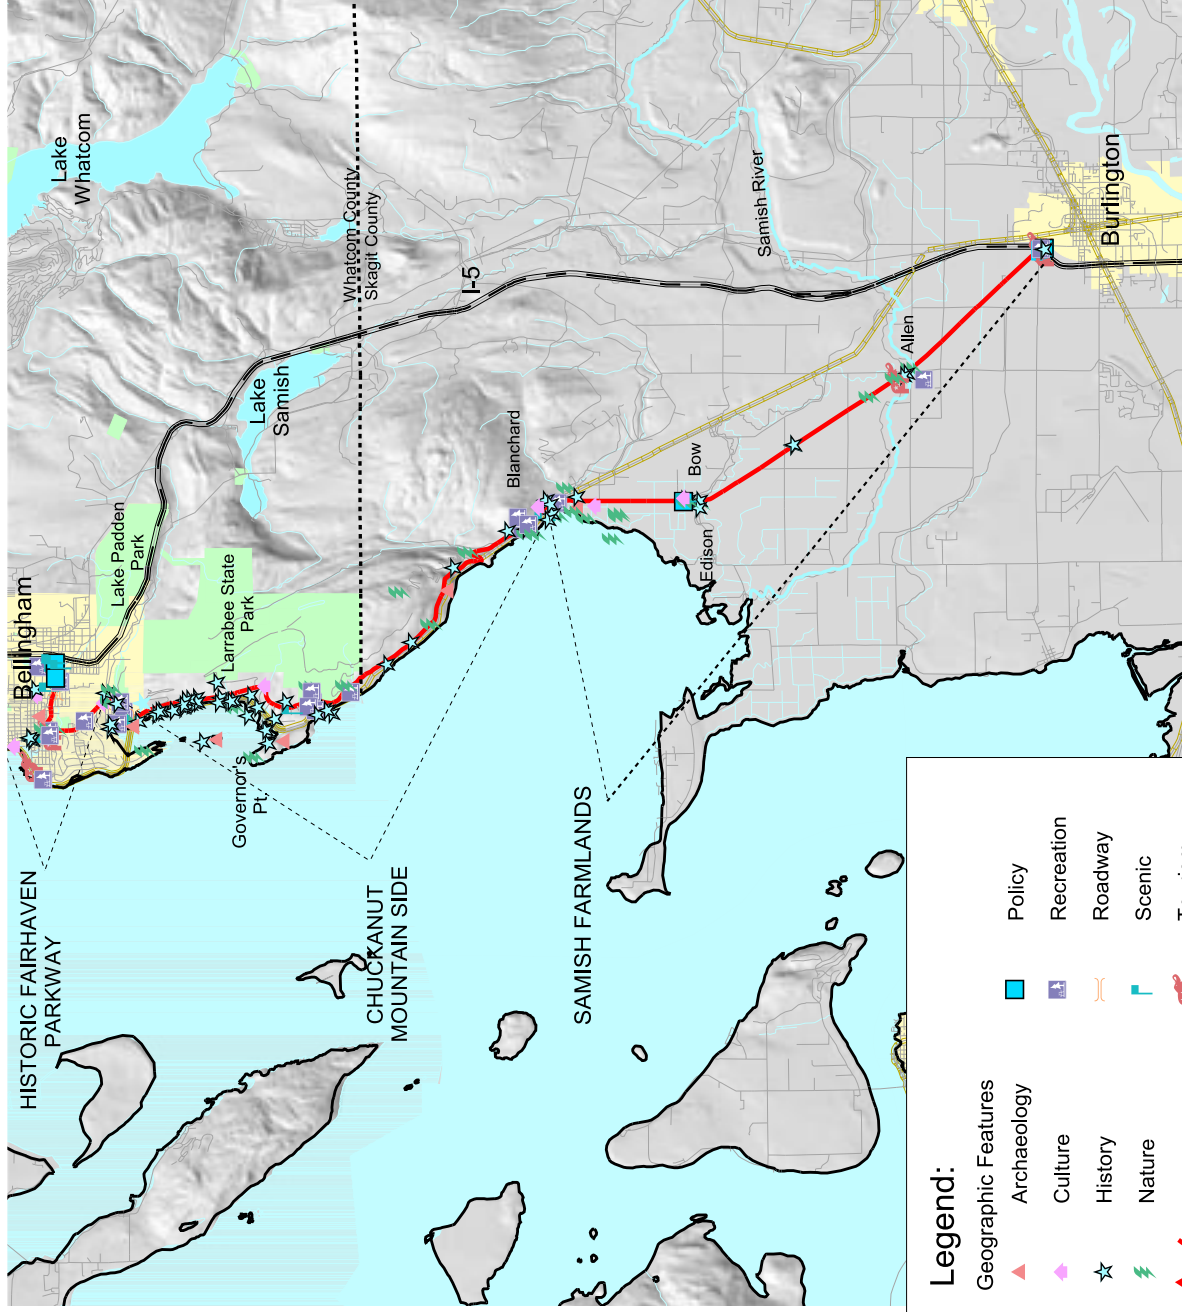 Lake
Whatcom
Bellingham
Lake Padden
Park
Lake
Samish
Whatcom County
Skagit County
I-5
Larrabee State
Park
Governor's
Pt
HISTORIC FAIRHAVEN
PARKWAY
CHUCKANUT
MOUNTAIN SIDE
SAMISH FARMLANDS
Blanchard
Bow
Edison
Samish River
Allen
Burlington
Legend:
Geographic Features
Archaeology
Culture
History
Nature
Policy
Recreation
Roadway
Scenic